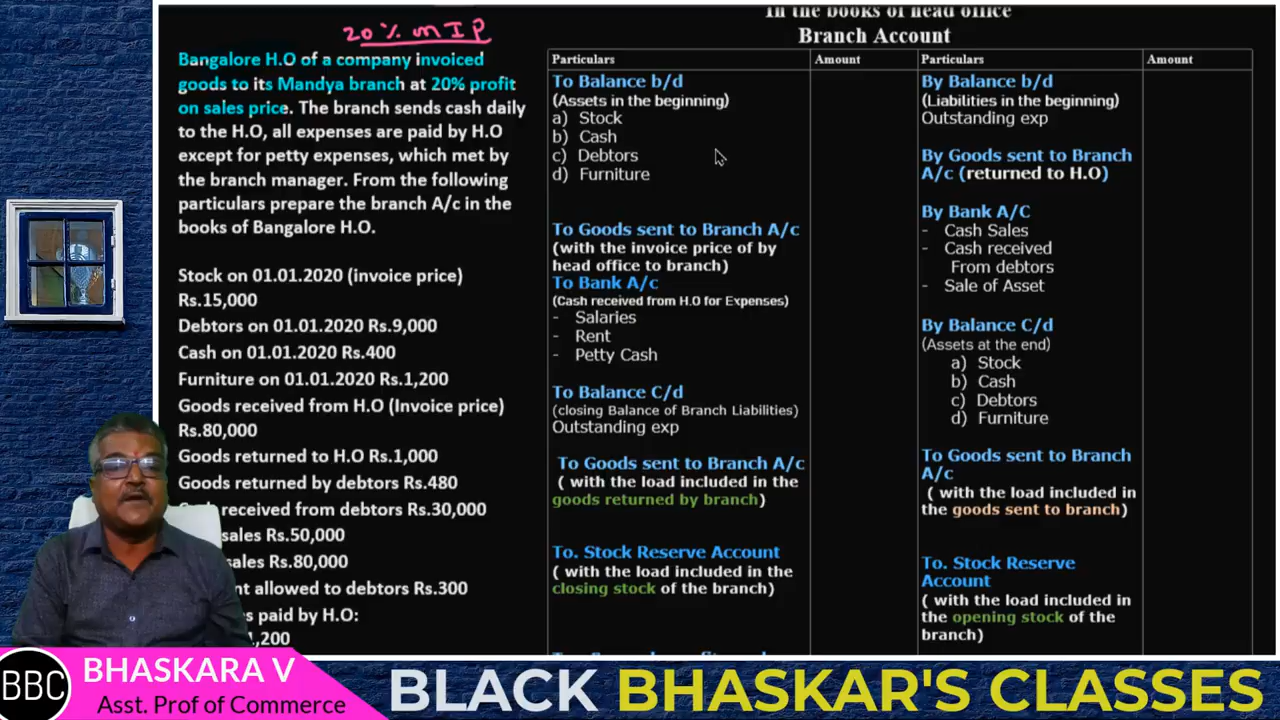 20% on I P
Bangalore H.O of a company invoiced
goods to its Mandya branch at 20% profit
on sales price. The branch sends cash daily
to the H.O, all expenses are paid by H.O
except for petty expenses, which met by
the branch manager. From the following
particulars prepare the branch A/c in the
books of Bangalore H.O.
Stock on 01.01.2020 (invoice price)
Rs.15,000
Debtors on 01.01.2020 Rs.9,000
Cash on 01.01.2020 Rs.400
Furniture on 01.01.2020 Rs.1,200
Goods received from H.O (Invoice price)
Rs.80,000
Goods returned to H.O Rs.1,000
Goods returned by debtors Rs.480
received from debtors Rs.30,000
sales Rs.50,000
sales Rs.80,000
allowed to debtors Rs.300
paid by H.O:
In the books of head office
Branch Account
Particulars Amount Particulars Amount
To Balance b/d
(Assets in the beginning)
a) Stock
b) Cash
c) Debtors
d) Furniture
To Goods sent to Branch A/c
(with the invoice price of by
head office to branch)
To Bank A/c
(Cash received from H.O for Expenses)
- Salaries
- Rent
- Petty Cash
To Balance C/d
(closing Balance of Branch Liabilities)
Outstanding exp
To Goods sent to Branch A/c
( with the load included in the
goods returned by branch)
To. Stock Reserve Account
( with the load included in the
closing stock of the branch)
By Balance b/d
(Liabilities in the beginning)
Outstanding exp
By Goods sent to Branch
A/c (returned to H.O)
By Bank A/C
- Cash Sales
- Cash received
From debtors
- Sale of Asset
By Balance C/d
(Assets at the end)
a) Stock
b) Cash
c) Debtors
d) Furniture
To Goods sent to Branch
A/c
( with the load included in
the goods sent to branch)
To. Stock Reserve
Account
( with the load included in
the opening stock of the
branch)
BBC
BHASKARA V
Asst. Prof of Commerce
BLACK BHASKAR'S CLASSES